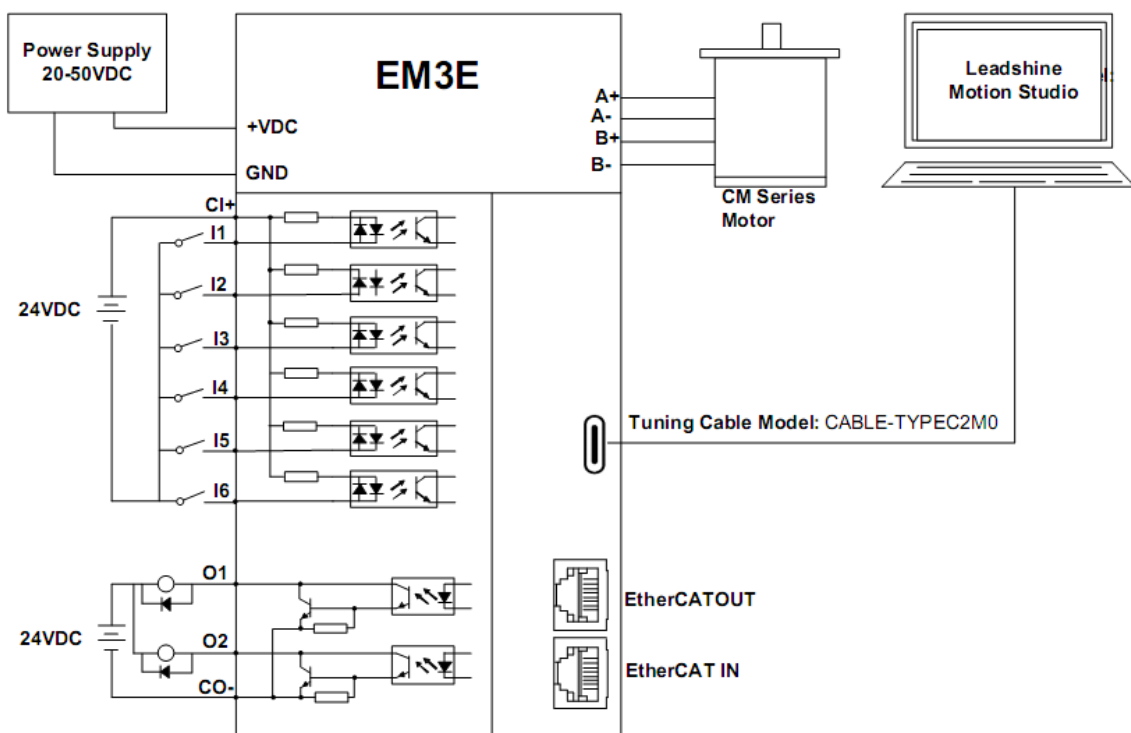 Power Supply
20-50VDC
EM3E
+VDC
GND
A+
A-
B+
B-
CM Series
Motor
Leadshine
Motion Studio
l:
CI+
I1
I2
I3
I4
I5
I6
24VDC
Tuning Cable Model: CABLE-TYPEC2M0
O1
O2
CO-
24VDC
EtherCATOUT
EtherCAT IN